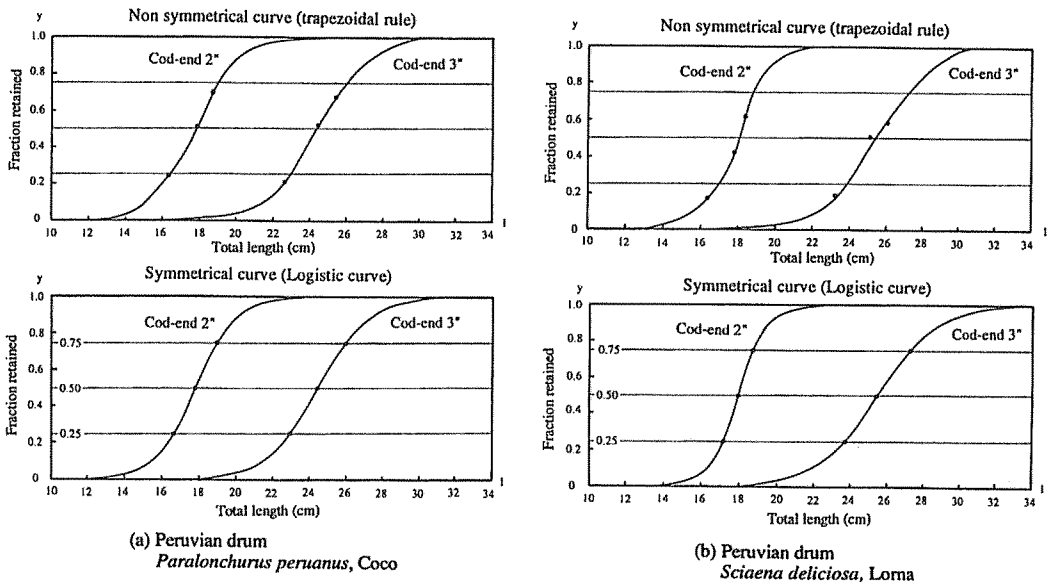 Non symmetrical curve (trapezoidal rule)
y
1.0
0.8
0.6
0.4
0.2
0
Fraction retained
Cod-end 2"
Cod-end 3"
10 12 14 16 18 20 22 24 26 28 30 32 34
l
Total length (cm)
Symmetrical curve (Logistic curve)
y
1.0
0.8
0.6
0.4
0.2
0
Fraction retained
Cod-end 2"
Cod-end 3"
0.75
0.50
0.25
10 12 14 16 18 20 22 24 26 28 30 32 34
l
Total length (cm)
(a) Peruvian drum
Paralonchurus peruanus, Coco
Non symmetrical curve (trapezoidal rule)
y
1.0
0.8
0.6
0.4
0.2
0
Fraction retained
Cod-end 2"
Cod-end 3"
10 12 14 16 18 20 22 24 26 28 30 32 34
l
Total length (cm)
Symmetrical curve (Logistic curve)
y
1.0
0.8
0.6
0.4
0.2
0
Fraction retained
Cod-end 2"
Cod-end 3"
0.75
0.50
0.25
10 12 14 16 18 20 22 24 26 28 30 32 34
l
Total length (cm)
(b) Peruvian drum
Sciaena deliciosa, Lorna